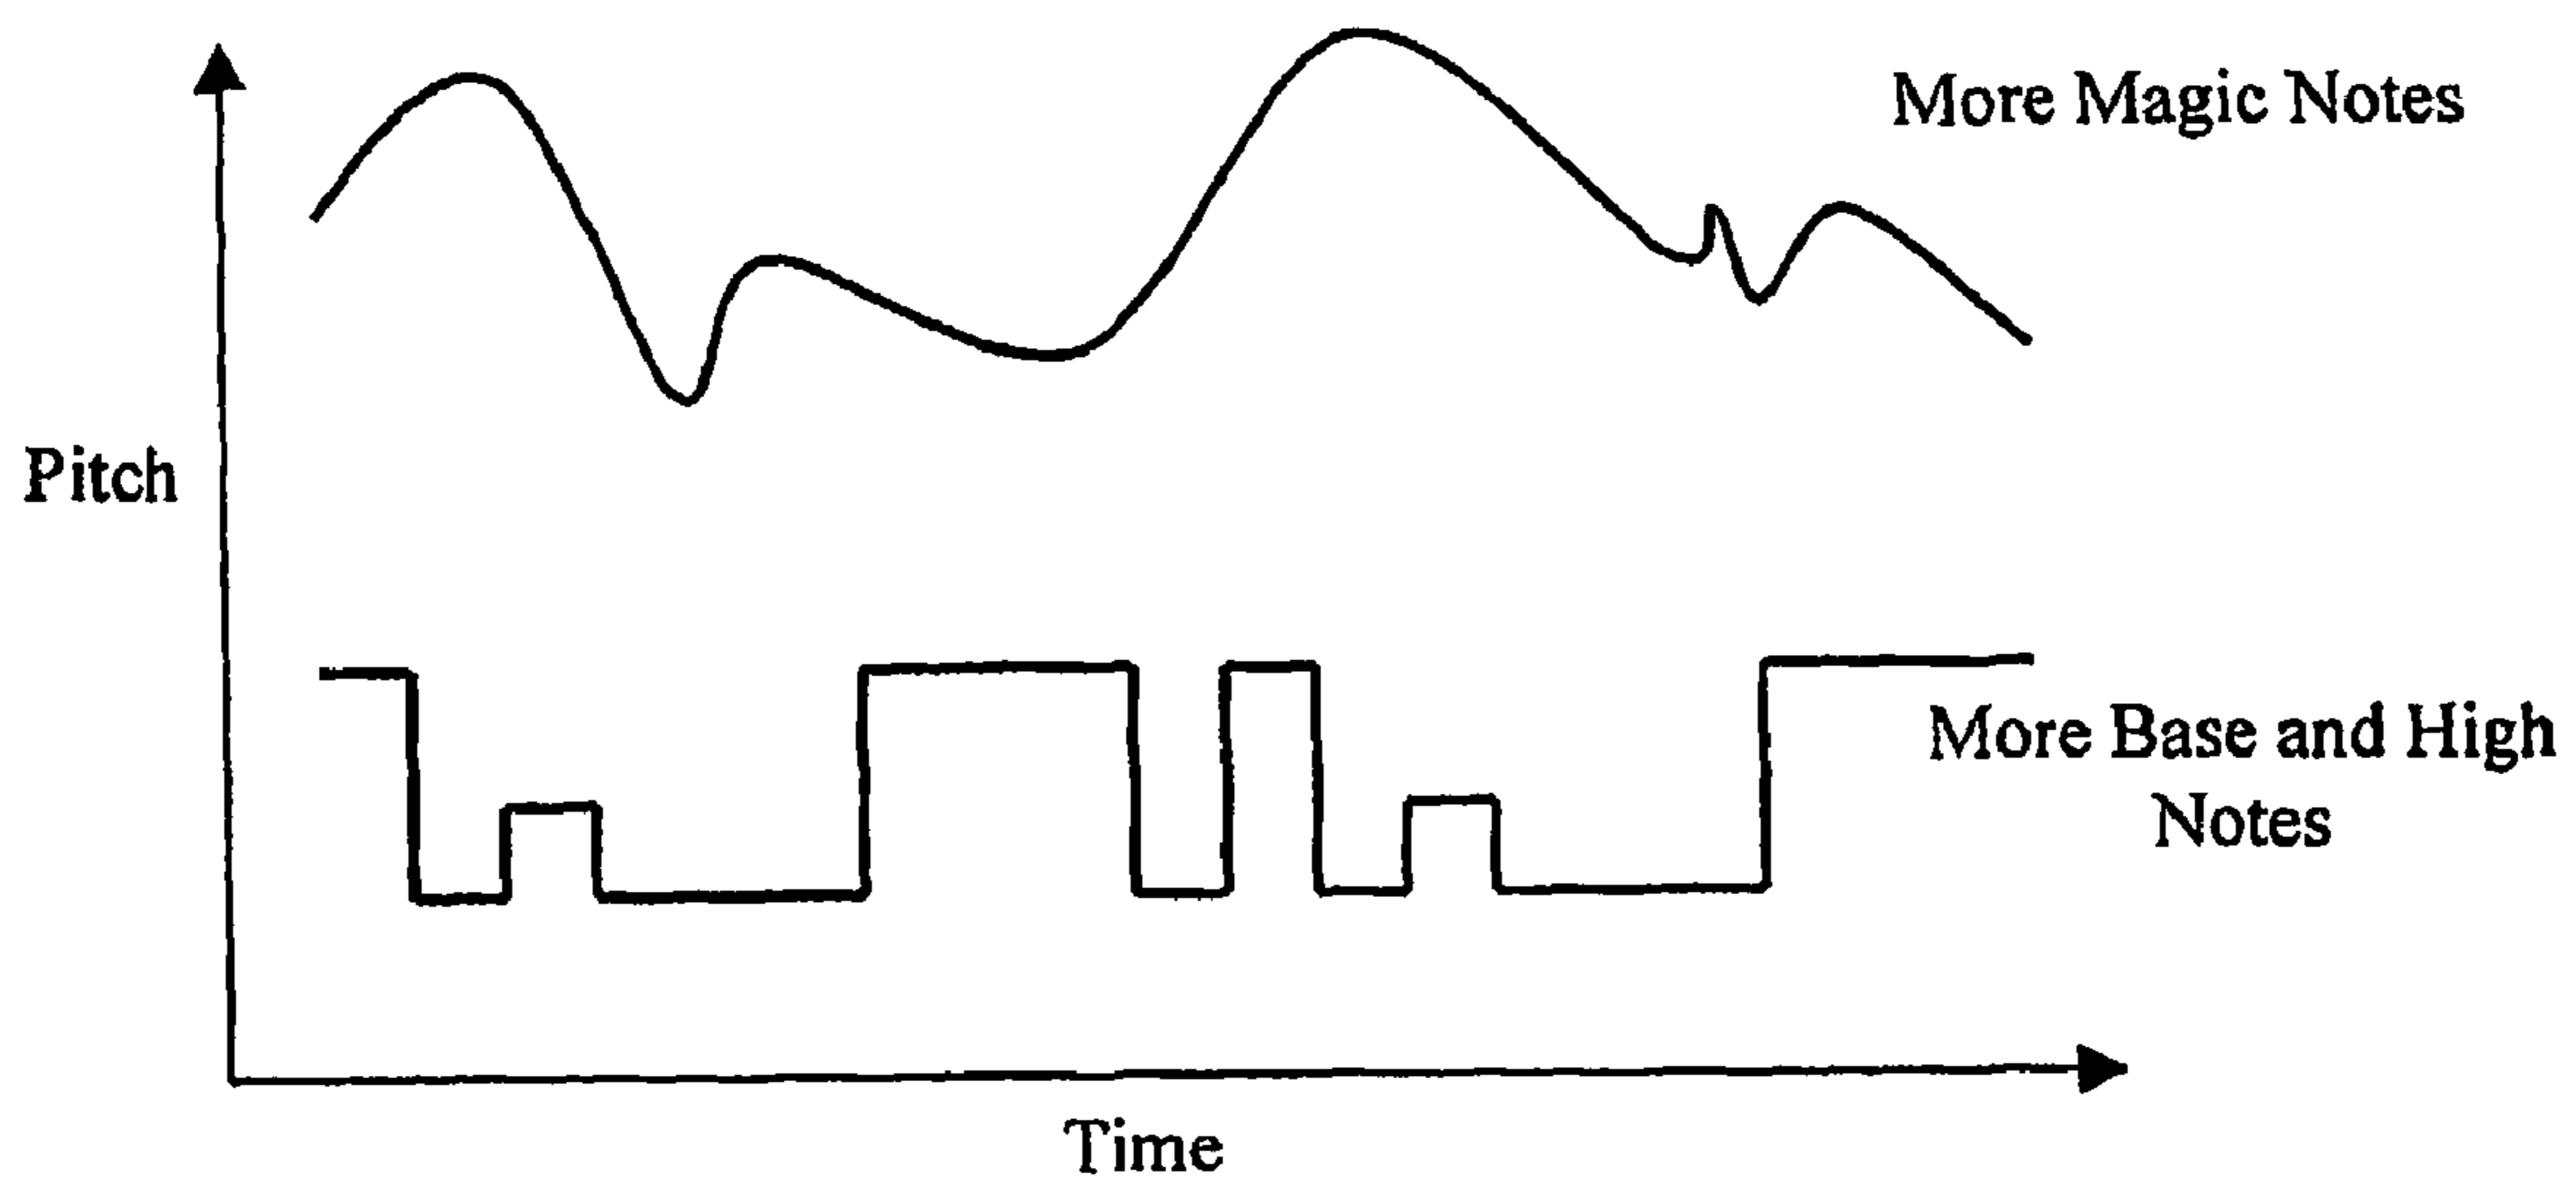 More Magic Notes
Pitch
More Base and High
Notes
Time